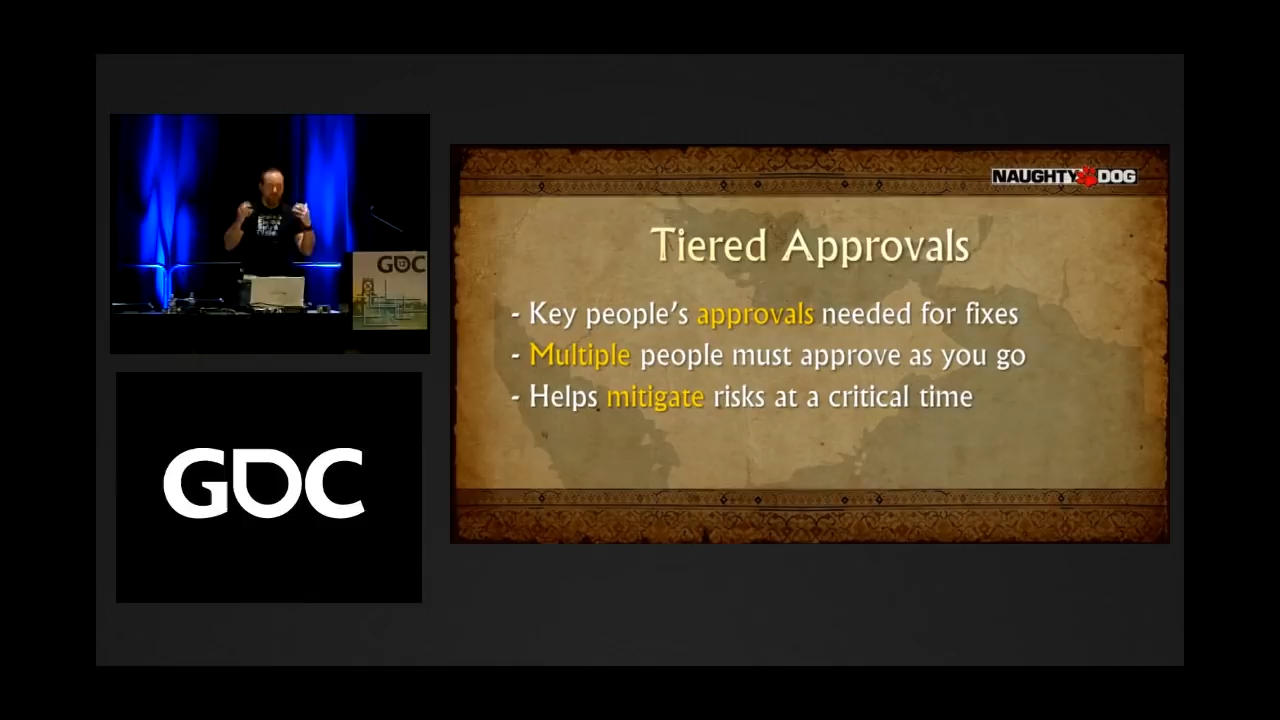 GDC
GDC
NAUGHTY DOG
Tiered Approvals
- Key people's approvals needed for fixes
- Multiple people must approve as you go
- Helps mitigate risks at a critical time